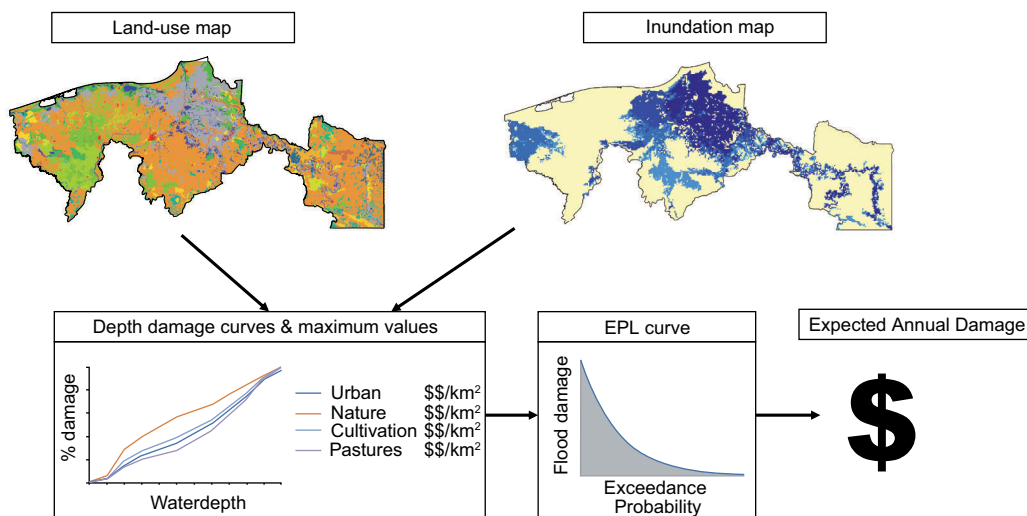 Land-use map
Inundation map
Depth damage curves & maximum values
% damage
Waterdepth
Urban $$/km²
Nature $$/km²
Cultivation $$/km²
Pastures $$/km²
EPL curve
Flood damage
Exceedance
Probability
Expected Annual Damage
$